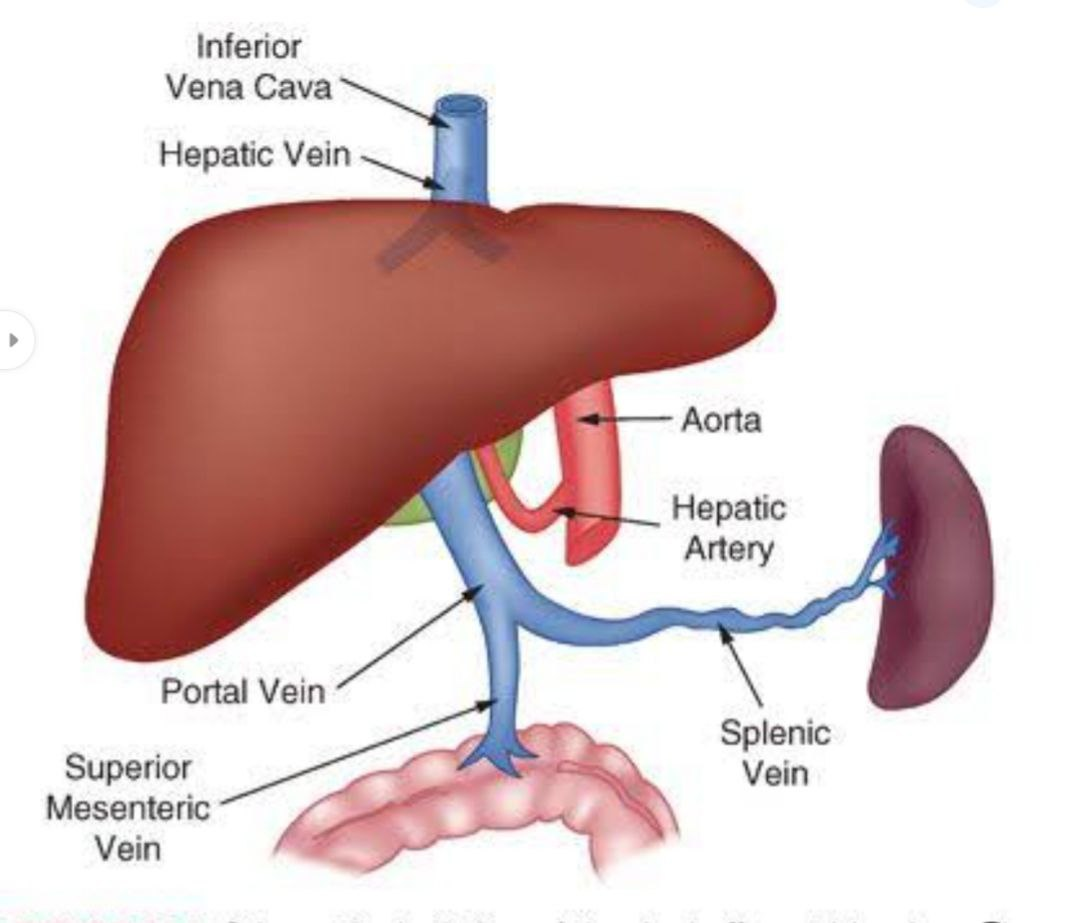 Inferior
Vena Cava
Hepatic Vein
Aorta
Hepatic
Artery
Portal Vein
Splenic
Vein
Superior
Mesenteric
Vein